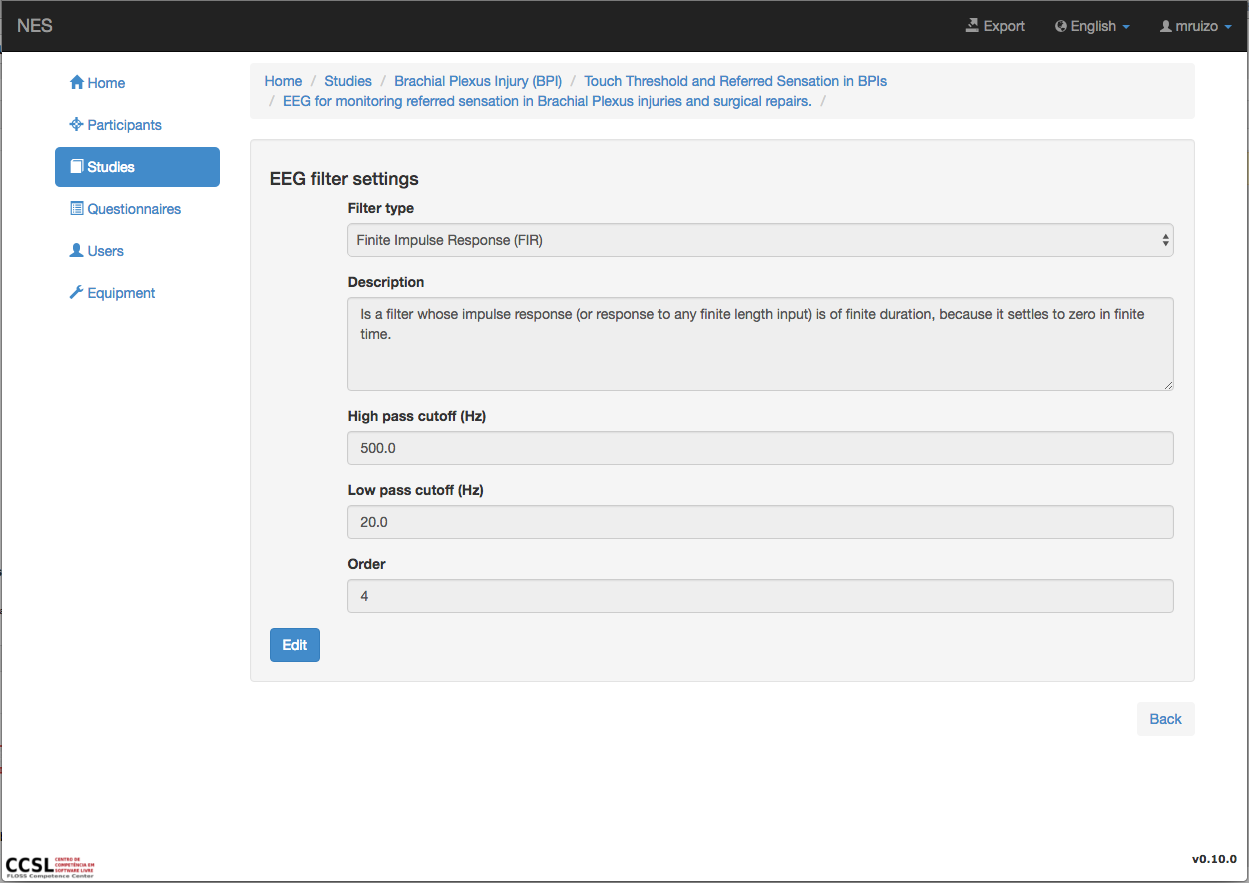 NES
Export
English
mruizo
Home
Participants
Studies
Questionnaires
Users
Equipment
Home / Studies / Brachial Plexus Injury (BPI) / Touch Threshold and Referred Sensation in BPIs
/ EEG for monitoring referred sensation in Brachial Plexus injuries and surgical repairs. /
EEG filter settings
Filter type
Finite Impulse Response (FIR)
Description
Is a filter whose impulse response (or response to any finite length input) is of finite duration, because it settles to zero in finite
time.
High pass cutoff (Hz)
500.0
Low pass cutoff (Hz)
20.0
Order
4
Edit
Back
CCSL
CENTRO DE
COMPETÊNCIA EM
SOFTWARE LIVRE
FLOSS Competence Center
v0.10.0